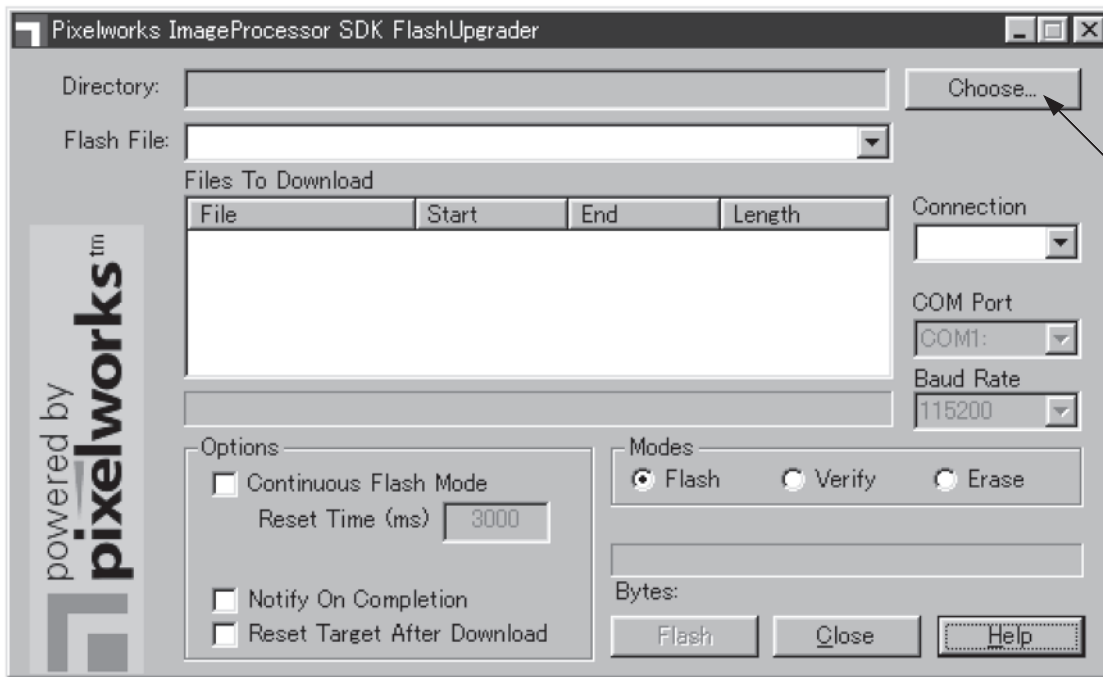 Pixelworks ImageProcessor SDK FlashUpgrader
Directory:
Choose...
Flash File:
Files To Download
File Start End Length
Connection
COM Port
COM1:
Baud Rate
115200
powered by
pixelworks™
Options
Continuous Flash Mode
Reset Time (ms) 3000
Notify On Completion
Reset Target After Download
Modes
Flash Verify Erase
Bytes:
Flash Close Help